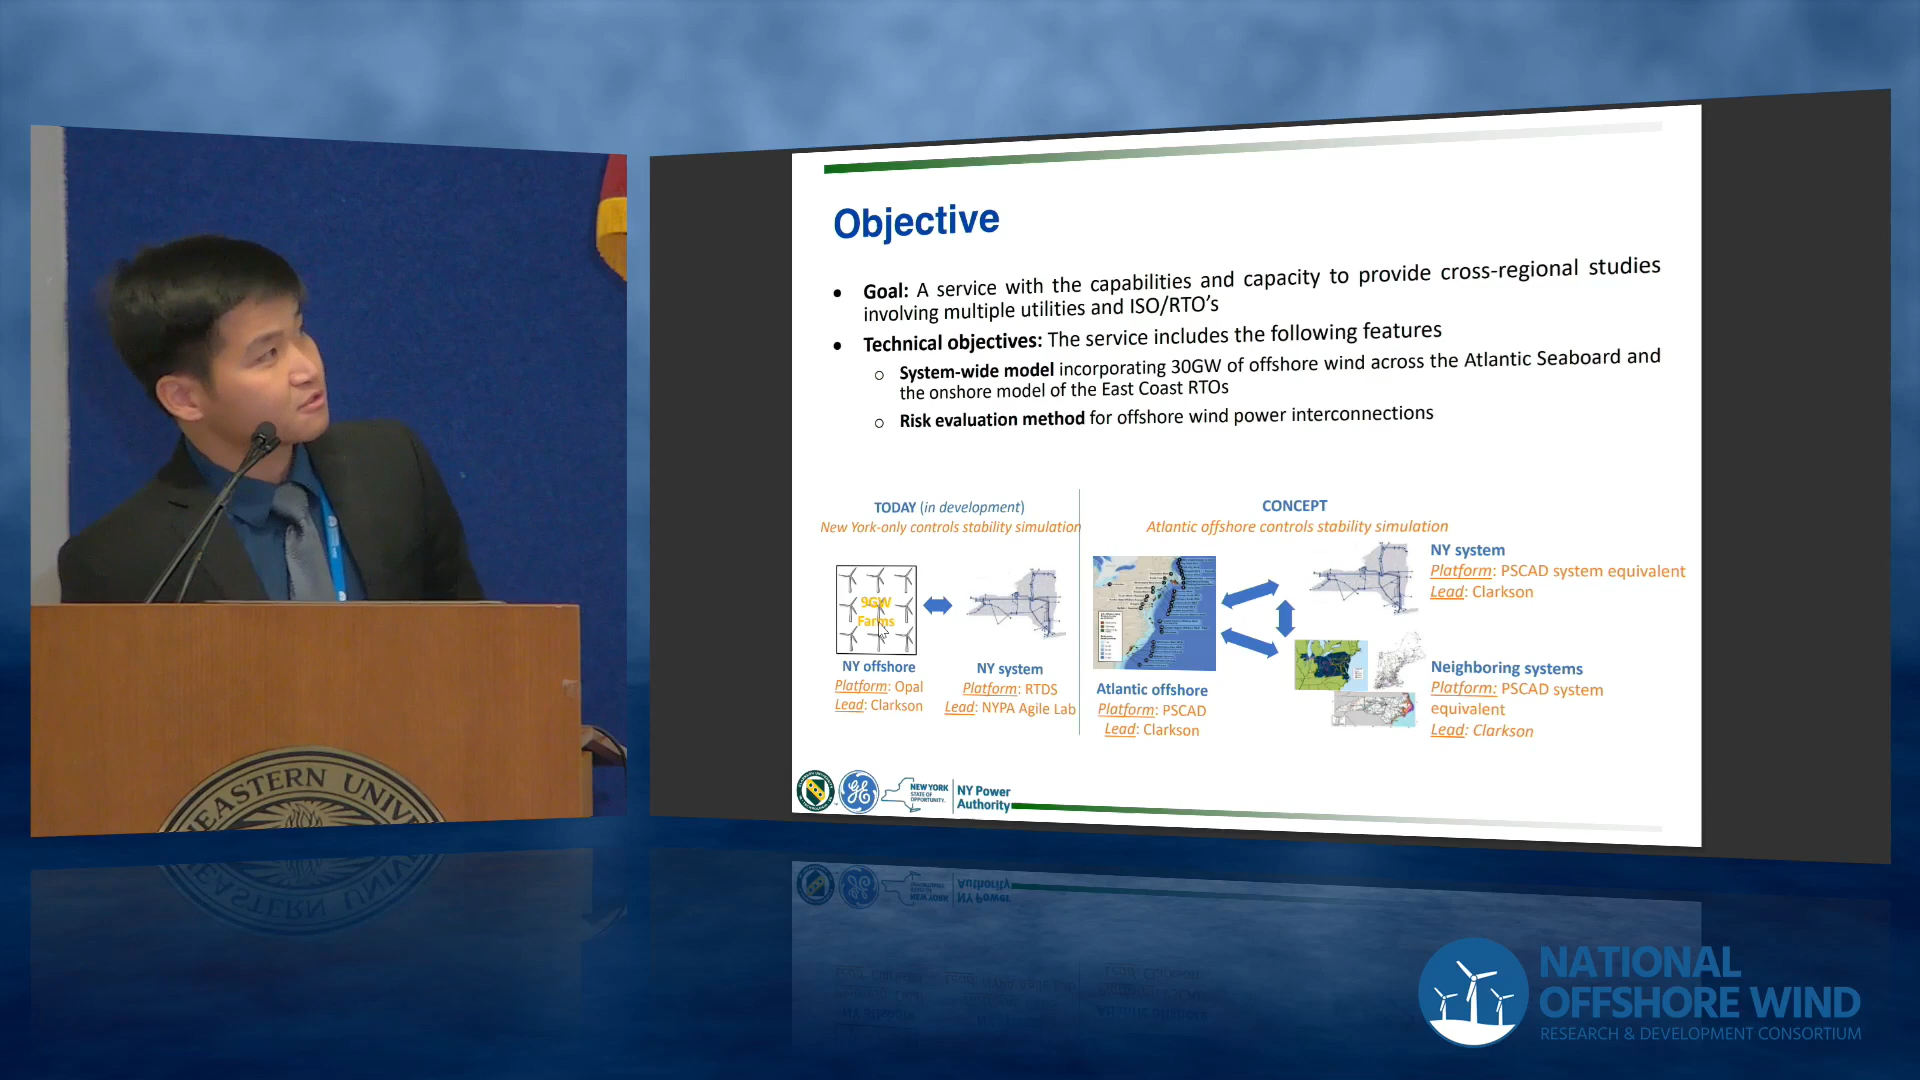 Objective
• Goal: A service with the capabilities and capacity to provide cross-regional studies
involving multiple utilities and ISO/RTO's
• Technical objectives: The service includes the following features
○ System-wide model incorporating 30GW of offshore wind across the Atlantic Seaboard and
the onshore model of the East Coast RTOs
○ Risk evaluation method for offshore wind power interconnections
TODAY (in development)
New York-only controls stability simulation
9GW
Farms
NY offshore
Platform: Opal
Lead: Clarkson
NY system
Platform: RTDS
Lead: NYPA Agile Lab
CONCEPT
Atlantic offshore controls stability simulation
Atlantic offshore
Platform: PSCAD
Lead: Clarkson
NY system
Platform: PSCAD system equivalent
Lead: Clarkson
Neighboring systems
Platform: PSCAD system
equivalent
Lead: Clarkson
GE
NEW YORK
STATE OF
OPPORTUNITY.
NY Power
Authority
EASTERN UNIV
NATIONAL
OFFSHORE WIND
RESEARCH & DEVELOPMENT CONSORTIUM